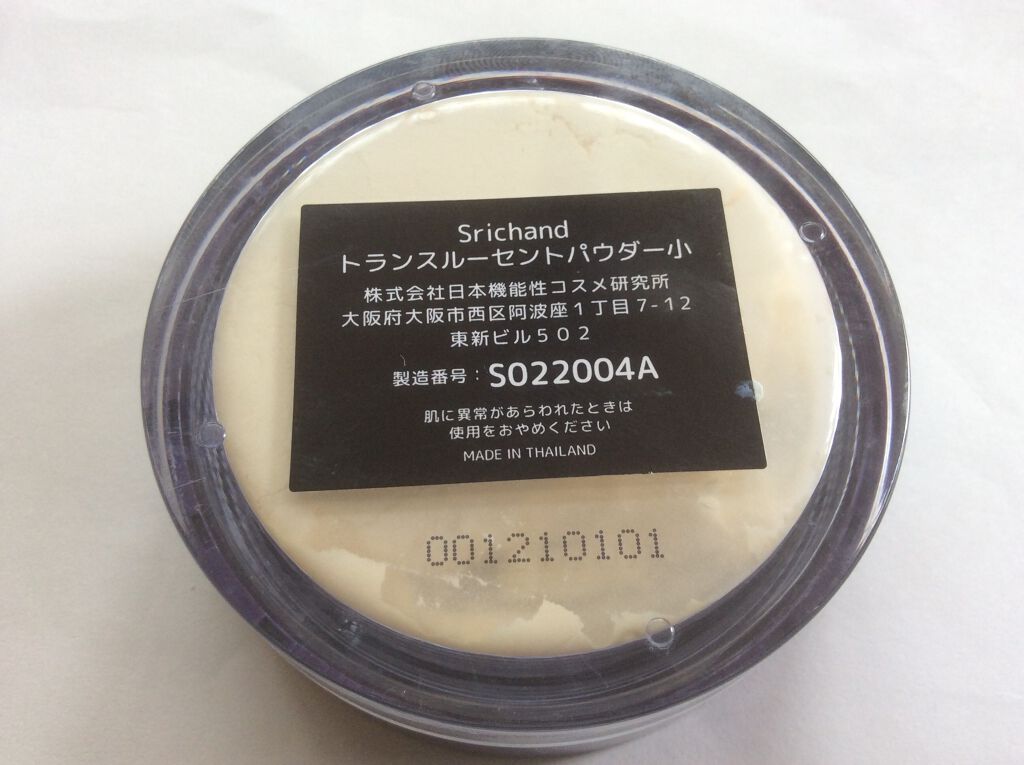 Srichand
トランスルーセントパウダー小
株式会社日本機能性コスメ研究所
大阪府大阪市西区阿波座1丁目7-12
東新ビル502
製造番号：S022004A
肌に異常があらわれたときは
使用をおやめください
MADE IN THAILAND
001210101